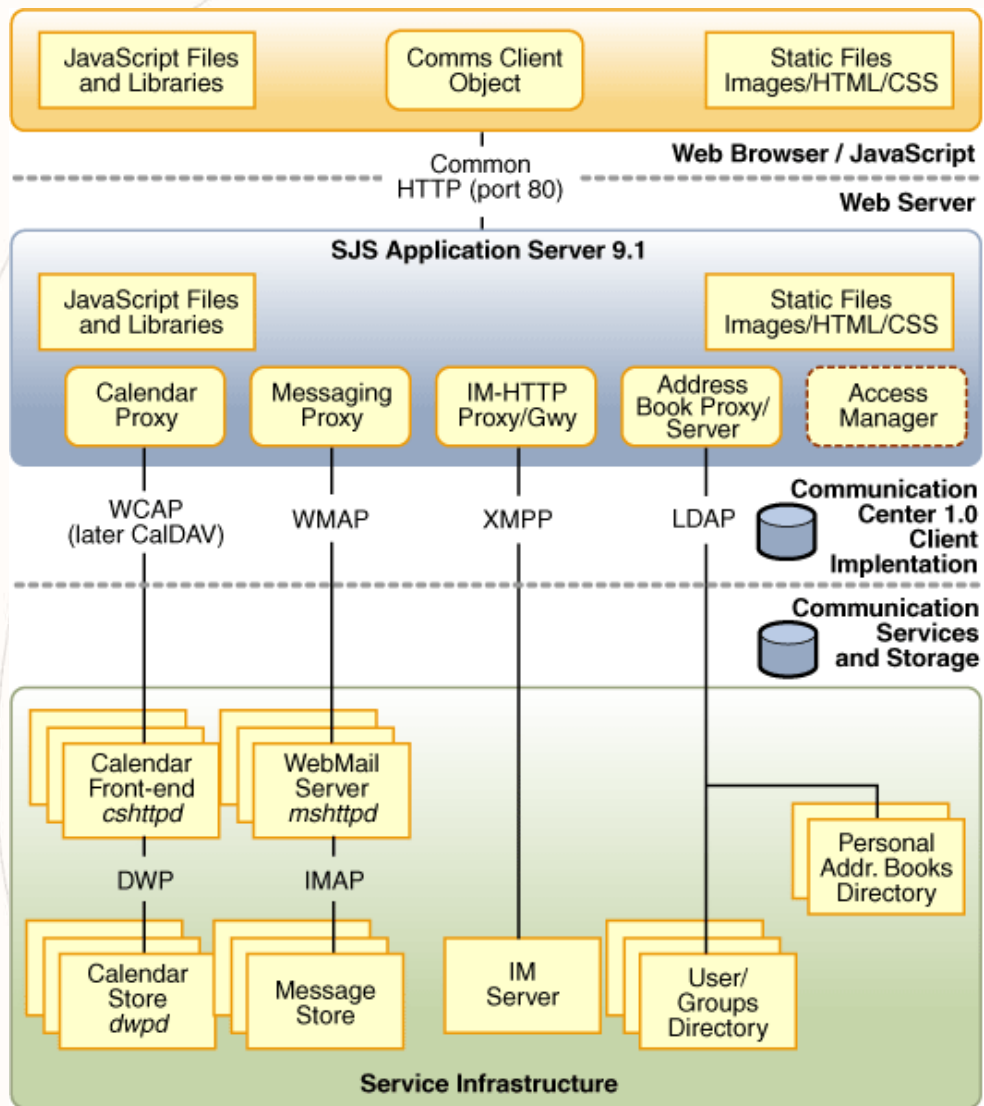 JavaScript Files
and Libraries
Comms Client
Object
Static Files
Images/HTML/CSS
Common
HTTP (port 80)
Web Browser / JavaScript
Web Server
SJS Application Server 9.1
JavaScript Files
and Libraries
Static Files
Images/HTML/CSS
Calendar
Proxy
Messaging
Proxy
IM-HTTP
Proxy/Gwy
Address
Book Proxy/
Server
Access
Manager
WCAP
(later CalDAV)
WMAP
XMPP
LDAP
Communication
Center 1.0
Client
Implentation
Communication
Services
and Storage
Calendar
Front-end
cshttpd
WebMail
Server
mshttpd
Personal
Addr. Books
Directory
DWP
IMAP
Calendar
Store
dwpd
Message
Store
IM
Server
User/
Groups
Directory
Service Infrastructure